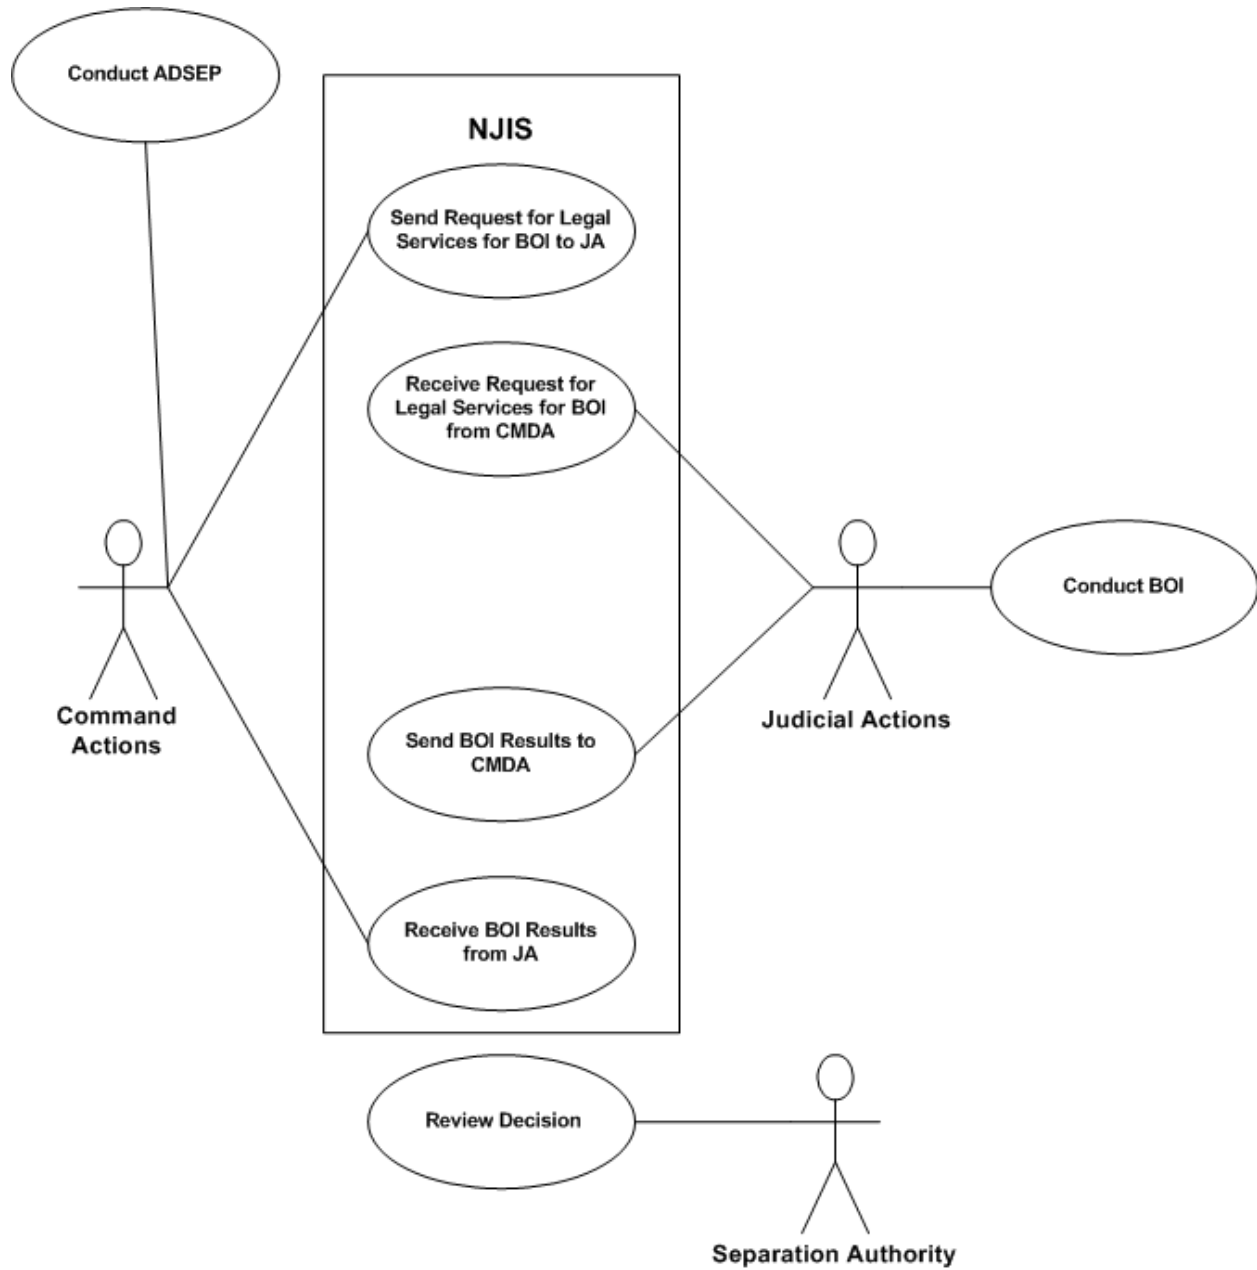 Conduct ADSEP
NJIS
Send Request for Legal
Services for BOI to JA
Receive Request for
Legal Services for BOI
from CMDA
Conduct BOI
Command
Actions
Judicial Actions
Send BOI Results to
CMDA
Receive BOI Results
from JA
Review Decision
Separation Authority